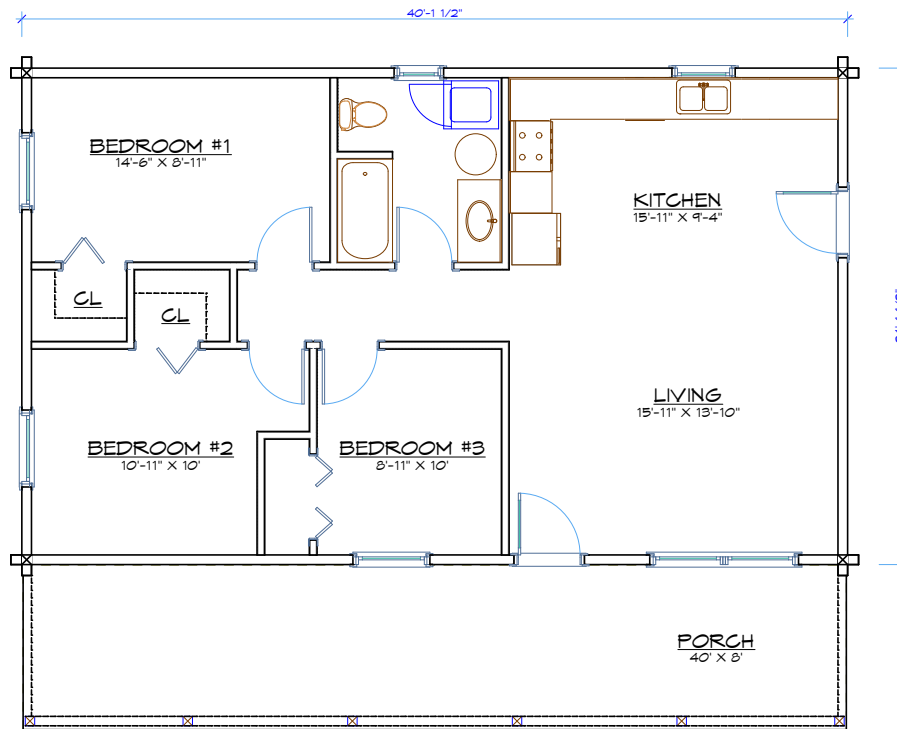 40'-1 1/2"
BEDROOM #1
14'-6" X 8'-11"
KITCHEN
15'-11" X 9'-4"
CL
CL
LIVING
15'-11" X 13'-10"
BEDROOM #2
10'-11" X 10'
BEDROOM #3
8'-11" X 10'
PORCH
40' X 8'